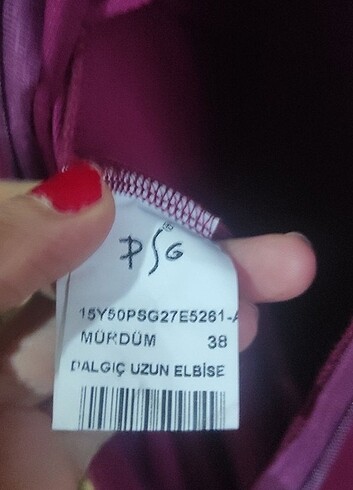 PSG®
15Y50PSG27E5261-A
MÜRDÜM 38
DALGIÇ UZUN ELBİSE